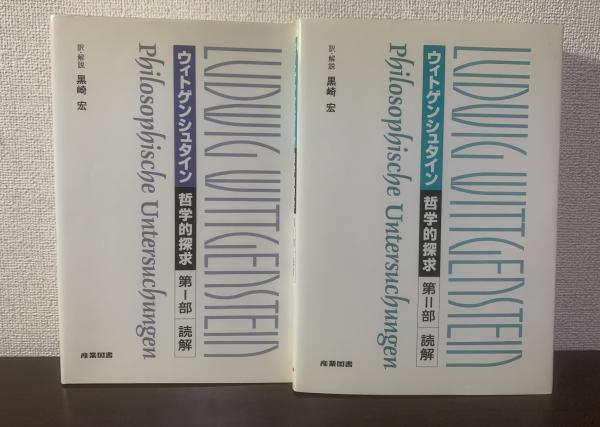 訳・解説 黒崎 宏
Philosophische Untersuchungen
ウィトゲンシュタイン 哲学的探求 第Ⅰ部 読解
LUDWIG WITTGENSTEIN
産業図書
訳・解説 黒崎 宏
Philosophische Untersuchungen
ウィトゲンシュタイン 哲学的探求 第Ⅱ部 読解
LUDWIG WITTGENSTEIN
産業図書